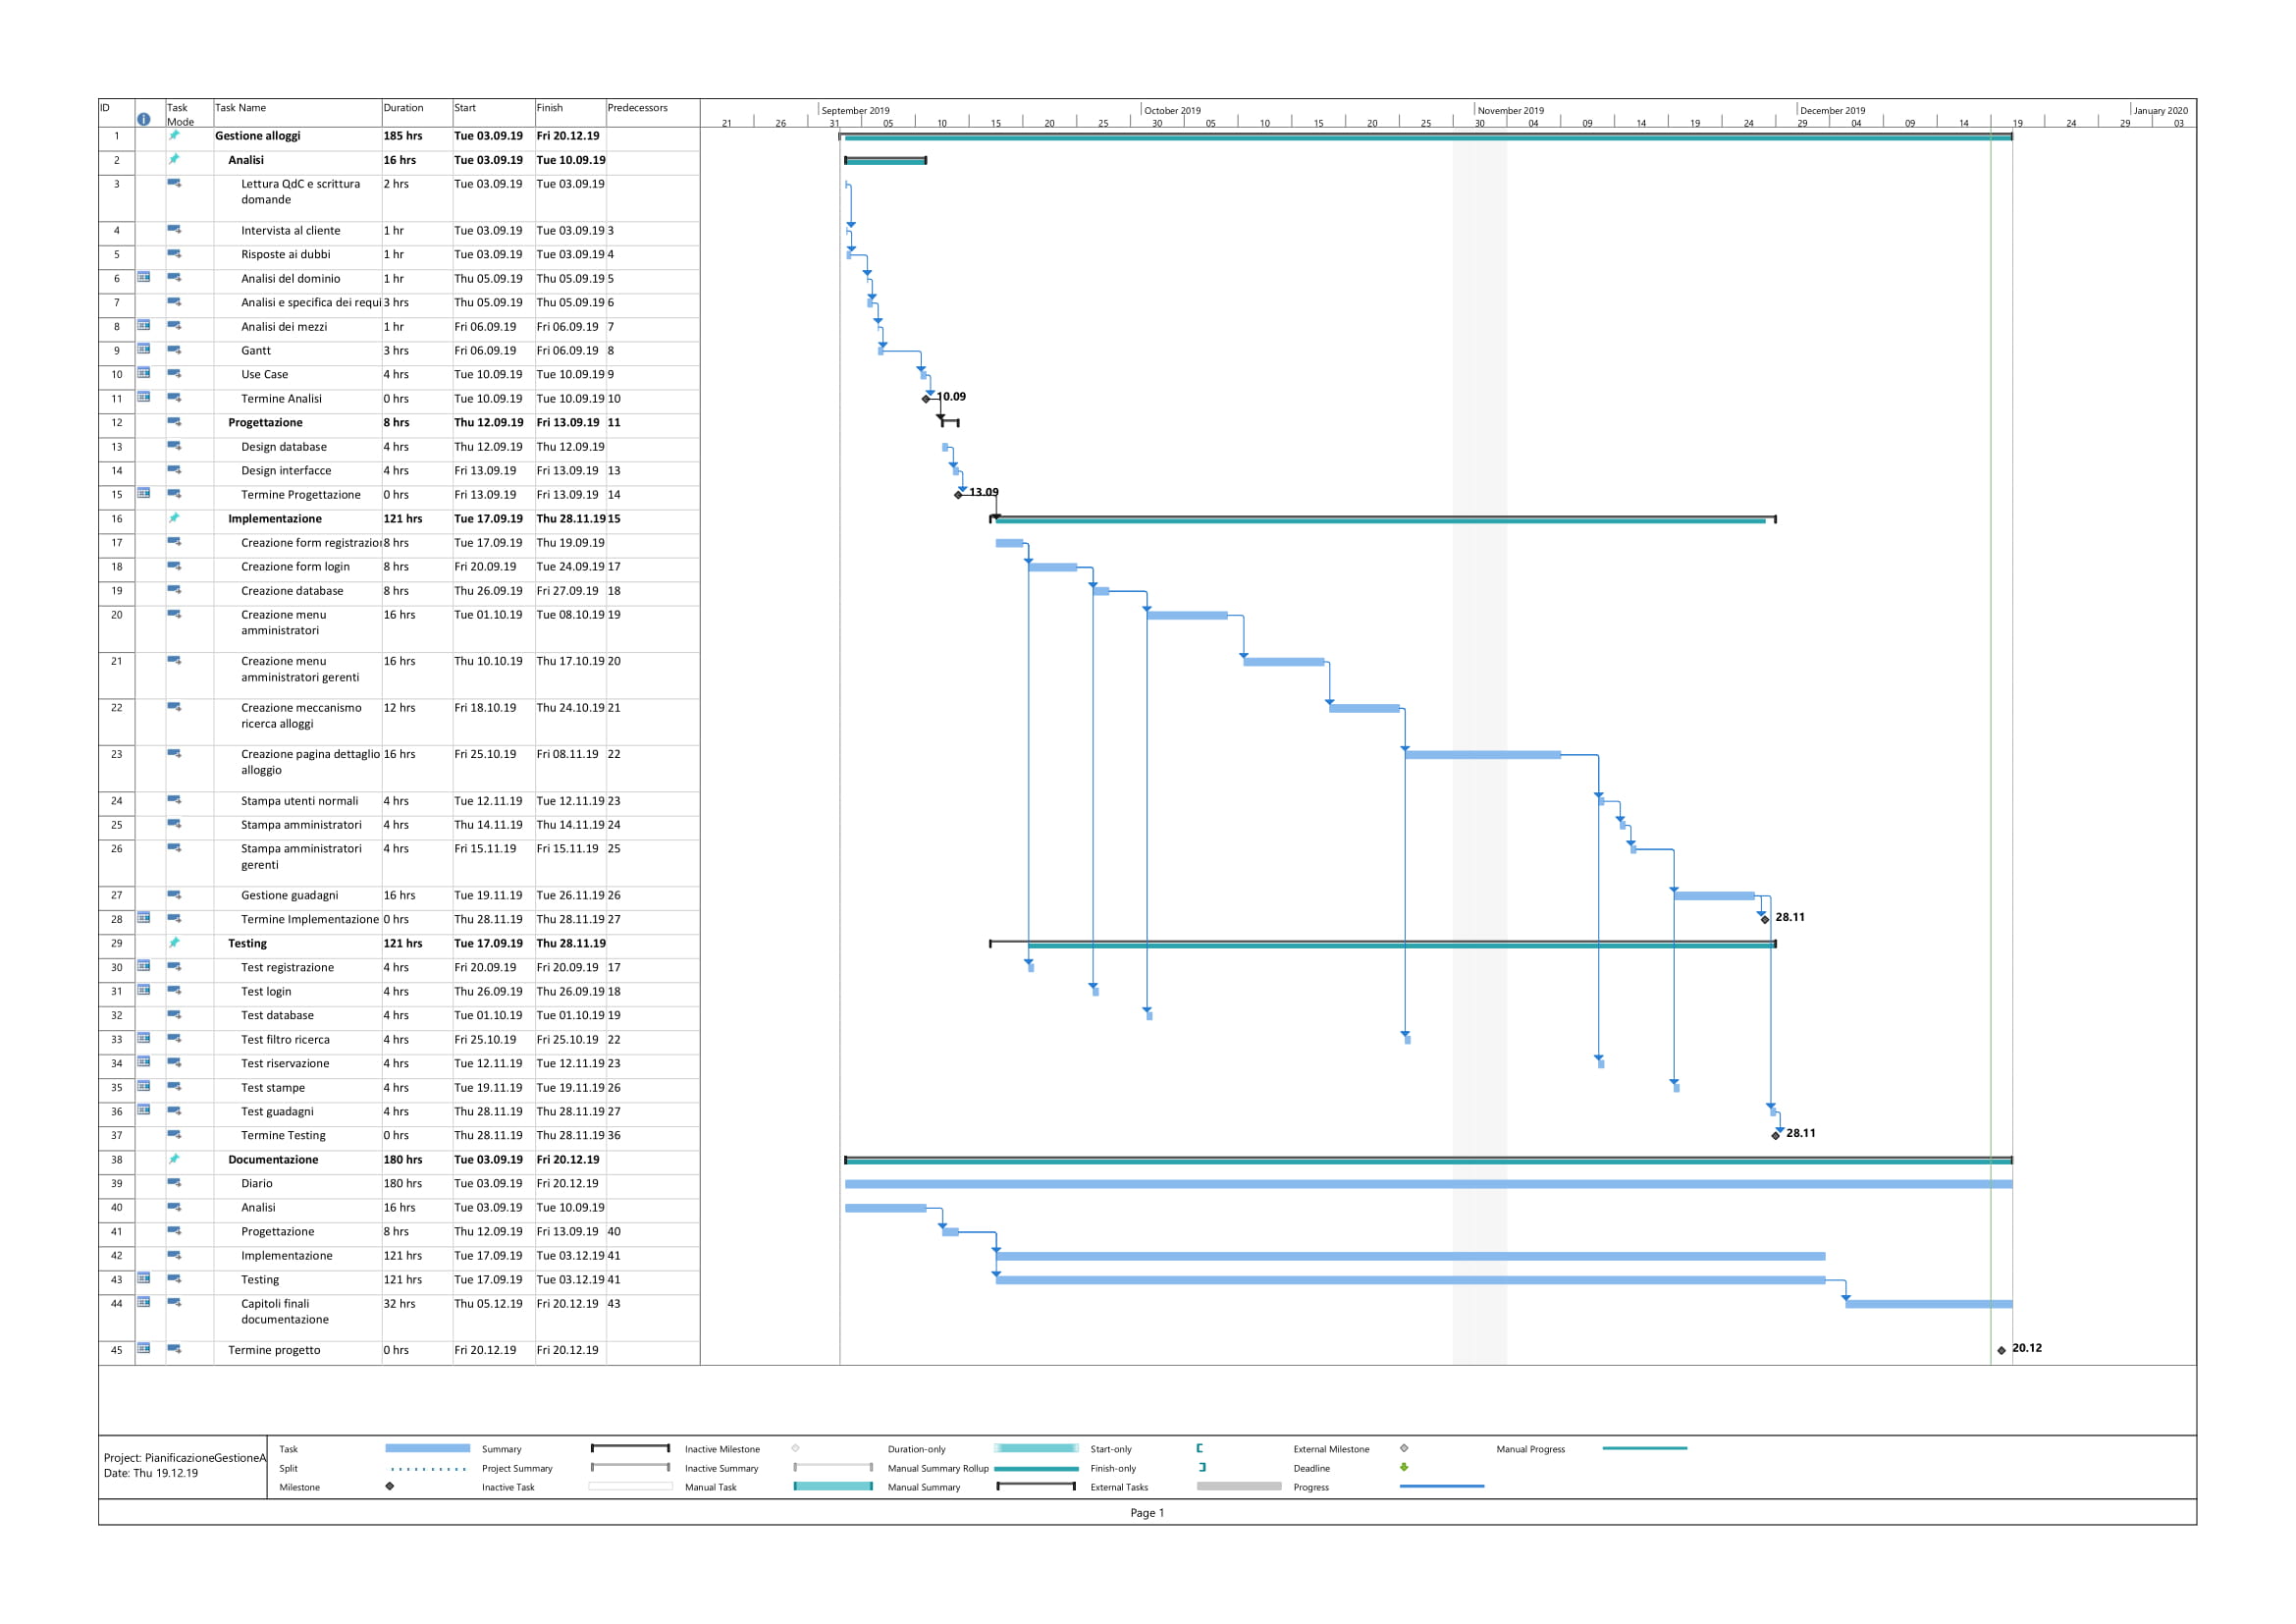 ID Task Mode Task Name Duration Start Finish Predecessors
September 2019 October 2019 November 2019 December 2019 January 2020
21 26 31 05 10 15 20 25 30 05 10 15 20 25 30 04 09 14 19 24 29 04 09 14 19 24 29 03
1 Gestione alloggi 185 hrs Tue 03.09.19 Fri 20.12.19
2 Analisi 16 hrs Tue 03.09.19 Tue 10.09.19
3 Lettura QdC e scrittura 2 hrs Tue 03.09.19 Tue 03.09.19
domande
4 Intervista al cliente 1 hr Tue 03.09.19 Tue 03.09.19 3
5 Risposte ai dubbi 1 hr Tue 03.09.19 Tue 03.09.19 4
6 Analisi del dominio 1 hr Thu 05.09.19 Thu 05.09.19 5
7 Analisi e specifica dei requi 3 hrs Thu 05.09.19 Thu 05.09.19 6
8 Analisi dei mezzi 1 hr Fri 06.09.19 Fri 06.09.19 7
9 Gantt 3 hrs Fri 06.09.19 Fri 06.09.19 8
10 Use Case 4 hrs Tue 10.09.19 Tue 10.09.19 9
11 Termine Analisi 0 hrs Tue 10.09.19 Tue 10.09.19 10 10.09
12 Progettazione 8 hrs Thu 12.09.19 Fri 13.09.19 11
13 Design database 4 hrs Thu 12.09.19 Thu 12.09.19
14 Design interfacce 4 hrs Fri 13.09.19 Fri 13.09.19 13
15 Termine Progettazione 0 hrs Fri 13.09.19 Fri 13.09.19 14 13.09
16 Implementazione 121 hrs Tue 17.09.19 Thu 28.11.19 15
17 Creazione form registrazion 8 hrs Tue 17.09.19 Thu 19.09.19
18 Creazione form login 8 hrs Fri 20.09.19 Tue 24.09.19 17
19 Creazione database 8 hrs Thu 26.09.19 Fri 27.09.19 18
20 Creazione menu 16 hrs Tue 01.10.19 Tue 08.10.19 19
amministratori
21 Creazione menu 16 hrs Thu 10.10.19 Thu 17.10.19 20
amministratori gerenti
22 Creazione meccanismo 12 hrs Fri 18.10.19 Thu 24.10.19 21
ricerca alloggi
23 Creazione pagina dettaglio 16 hrs Fri 25.10.19 Fri 08.11.19 22
alloggio
24 Stampa utenti normali 4 hrs Tue 12.11.19 Tue 12.11.19 23
25 Stampa amministratori 4 hrs Thu 14.11.19 Thu 14.11.19 24
26 Stampa amministratori 4 hrs Fri 15.11.19 Fri 15.11.19 25
gerenti
27 Gestione guadagni 16 hrs Tue 19.11.19 Tue 26.11.19 26
28 Termine Implementazione 0 hrs Thu 28.11.19 Thu 28.11.19 27 28.11
29 Testing 121 hrs Tue 17.09.19 Thu 28.11.19
30 Test registrazione 4 hrs Fri 20.09.19 Fri 20.09.19 17
31 Test login 4 hrs Thu 26.09.19 Thu 26.09.19 18
32 Test database 4 hrs Tue 01.10.19 Tue 01.10.19 19
33 Test filtro ricerca 4 hrs Fri 25.10.19 Fri 25.10.19 22
34 Test riservazione 4 hrs Tue 12.11.19 Tue 12.11.19 23
35 Test stampe 4 hrs Tue 19.11.19 Tue 19.11.19 26
36 Test guadagni 4 hrs Thu 28.11.19 Thu 28.11.19 27
37 Termine Testing 0 hrs Thu 28.11.19 Thu 28.11.19 36 28.11
38 Documentazione 180 hrs Tue 03.09.19 Fri 20.12.19
39 Diario 180 hrs Tue 03.09.19 Fri 20.12.19
40 Analisi 16 hrs Tue 03.09.19 Tue 10.09.19
41 Progettazione 8 hrs Thu 12.09.19 Fri 13.09.19 40
42 Implementazione 121 hrs Tue 17.09.19 Tue 03.12.19 41
43 Testing 121 hrs Tue 17.09.19 Tue 03.12.19 41
44 Capitoli finali 32 hrs Thu 05.12.19 Fri 20.12.19 43
documentazione
45 Termine progetto 0 hrs Fri 20.12.19 Fri 20.12.19 20.12
Project: PianificazioneGestioneA
Date: Thu 19.12.19
Task Summary Inactive Milestone Duration-only Start-only External Milestone Manual Progress
Split Project Summary Inactive Summary Manual Summary Rollup Finish-only Deadline
Milestone Inactive Task Manual Task Manual Summary External Tasks Progress
Page 1